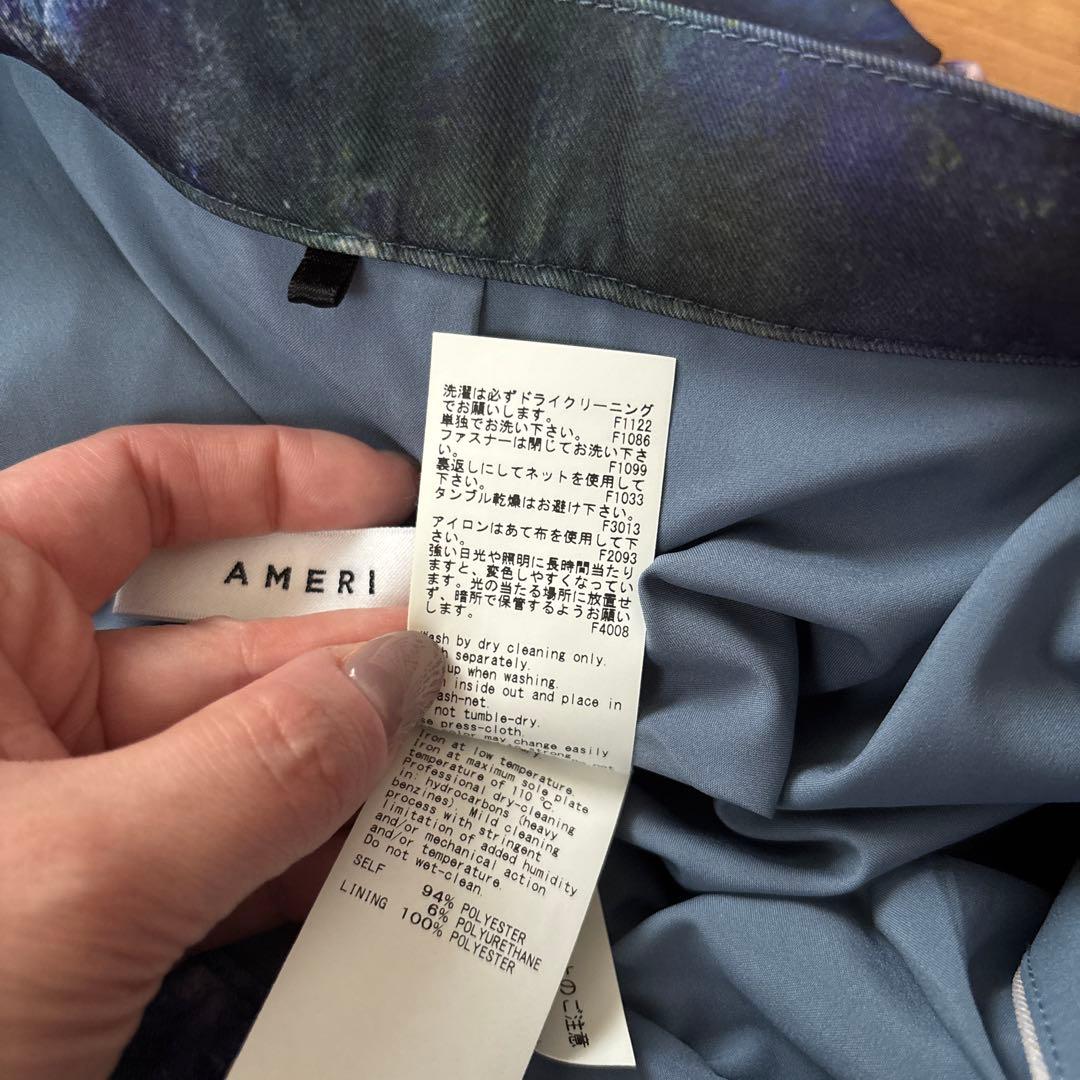 AMERI
洗濯は必ずドライクリーニング
でお願いします。 F1122
単独でお洗い下さい。 F1086
ファスナーは閉じてお洗い下さ
い。 F1099
裏返しにしてネットを使用して
下さい。 F1033
タンブル乾燥はお避け下さい。
F3013
アイロンはあて布を使用して下
さい。 F2093
強い日光や照明に長時間当たり
ますと、変色しやすくなってい
ます。光の当たる場所に放置せ
ず、暗所で保管するようお願い
します。 F4008
Wash by dry cleaning only.
separately.
up when washing.
inside out and place in
ash-net.
not tumble-dry.
press-cloth.
may change easily
Iron at low temperature.
Iron at maximum sole plate
temperature of 110 ℃.
Professional dry-cleaning
in: hydrocarbons (heavy
benzines). Mild cleaning
process with stringent
limitation of added humidity
and/or mechanical action
and/or temperature.
Do not wet-clean.
SELF
94% POLYESTER
6% POLYURETHANE
LINING 100% POLYESTER
のご注意